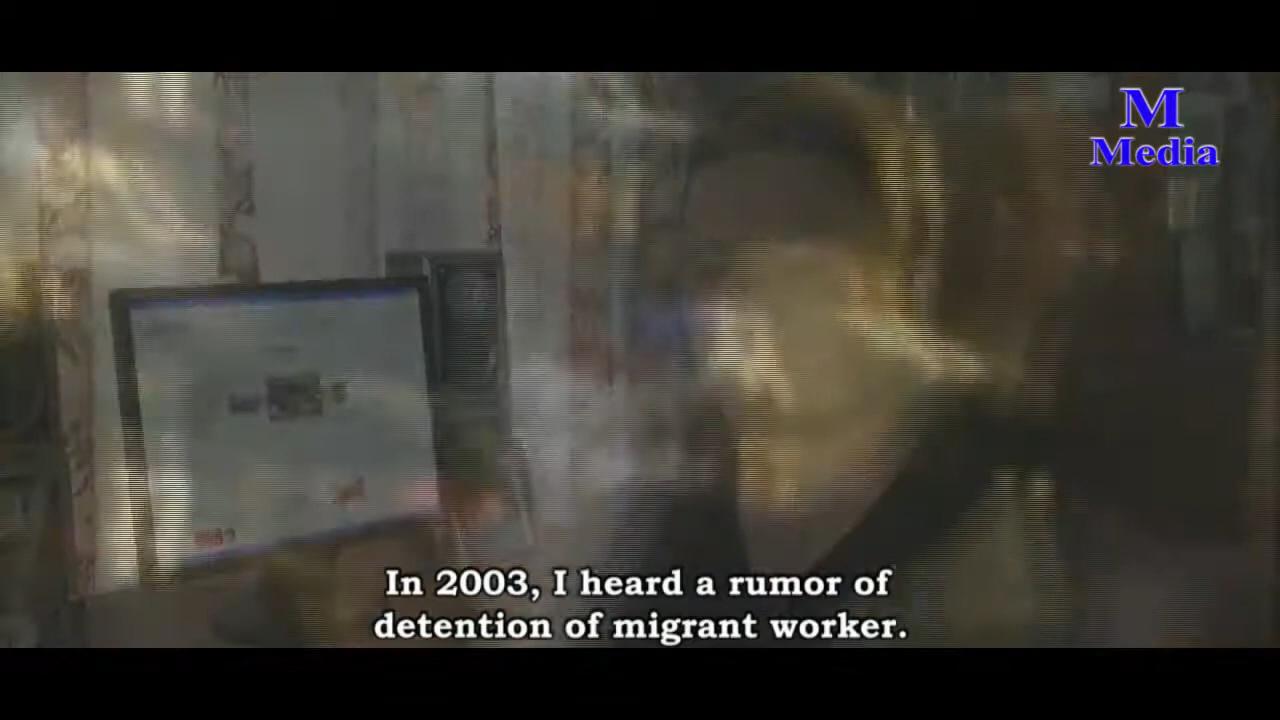 M
Media
In 2003, I heard a rumor of
detention of migrant worker.